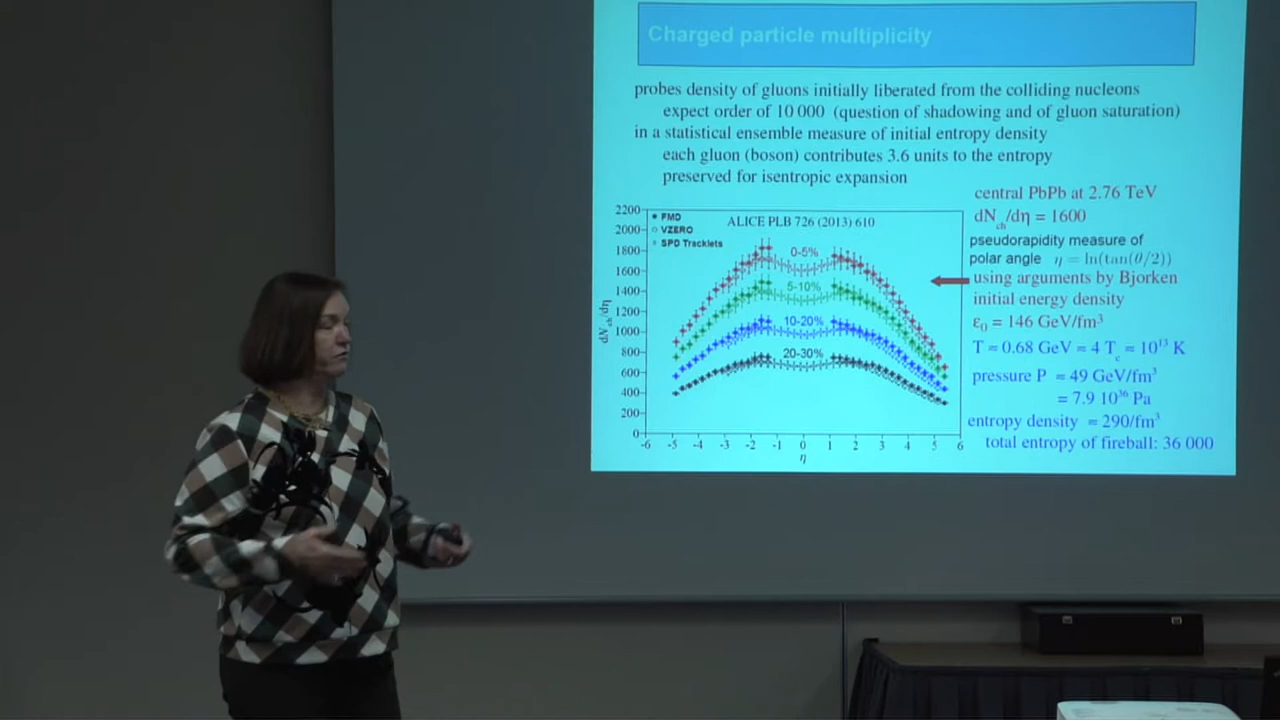 Charged particle multiplicity
probes density of gluons initially liberated from the colliding nucleons
expect order of 10 000 (question of shadowing and of gluon saturation)
in a statistical ensemble measure of initial entropy density
each gluon (boson) contributes 3.6 units to the entropy
preserved for isentropic expansion
ALICE PLB 726 (2013) 610
FMD
VZERO
SPD Tracklets
0-5%
5-10%
10-20%
20-30%
2200
2000
1800
1600
1400
1200
1000
800
600
400
200
0
dN_ch/dη
-6 -5 -4 -3 -2 -1 0 1 2 3 4 5 6
η
central PbPb at 2.76 TeV
dN_ch/dη = 1600
pseudorapidity measure of
polar angle η = ln(tan(θ/2))
using arguments by Bjorken
initial energy density
ε₀ = 146 GeV/fm³
T ≈ 0.68 GeV ≈ 4 T_c ≈ 10¹³ K
pressure P ≈ 49 GeV/fm³
= 7.9 10³⁶ Pa
entropy density ≈ 290/fm³
total entropy of fireball: 36 000